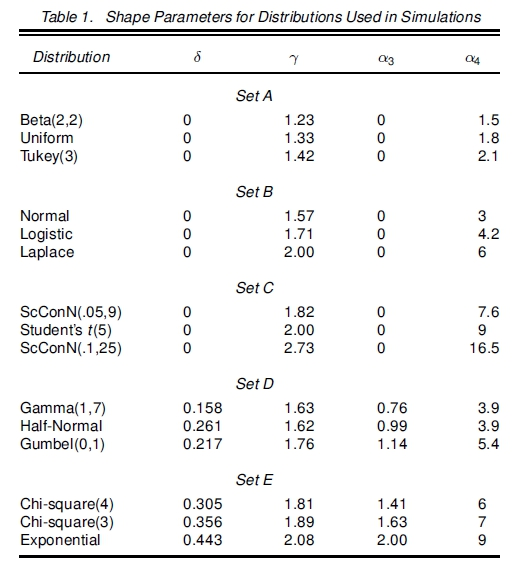 Table 1. Shape Parameters for Distributions Used in Simulations
Distribution δ γ α3 α4
Set A
Beta(2,2) 0 1.23 0 1.5
Uniform 0 1.33 0 1.8
Tukey(3) 0 1.42 0 2.1
Set B
Normal 0 1.57 0 3
Logistic 0 1.71 0 4.2
Laplace 0 2.00 0 6
Set C
ScConN(.05,9) 0 1.82 0 7.6
Student's t(5) 0 2.00 0 9
ScConN(.1,25) 0 2.73 0 16.5
Set D
Gamma(1,7) 0.158 1.63 0.76 3.9
Half-Normal 0.261 1.62 0.99 3.9
Gumbel(0,1) 0.217 1.76 1.14 5.4
Set E
Chi-square(4) 0.305 1.81 1.41 6
Chi-square(3) 0.356 1.89 1.63 7
Exponential 0.443 2.08 2.00 9